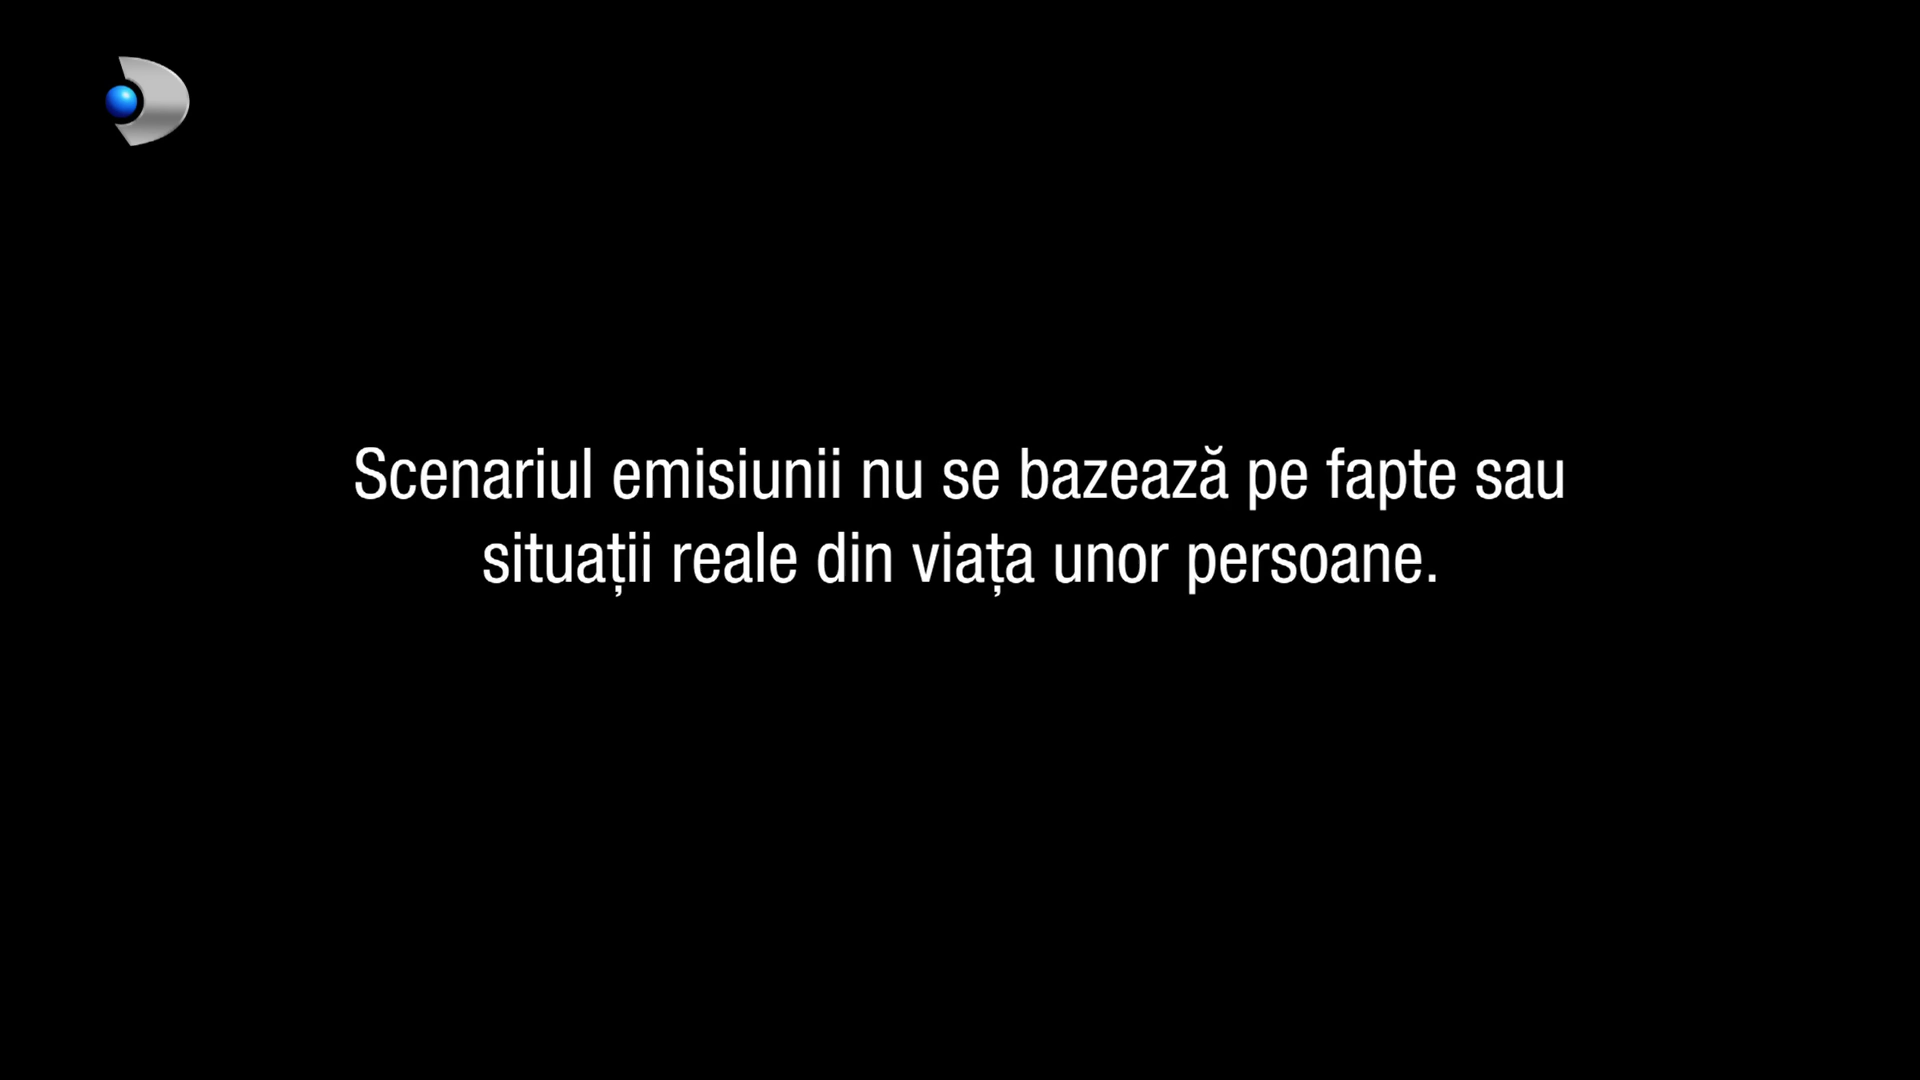 Scenariul emisiunii nu se bazează pe fapte sau
situații reale din viața unor persoane.